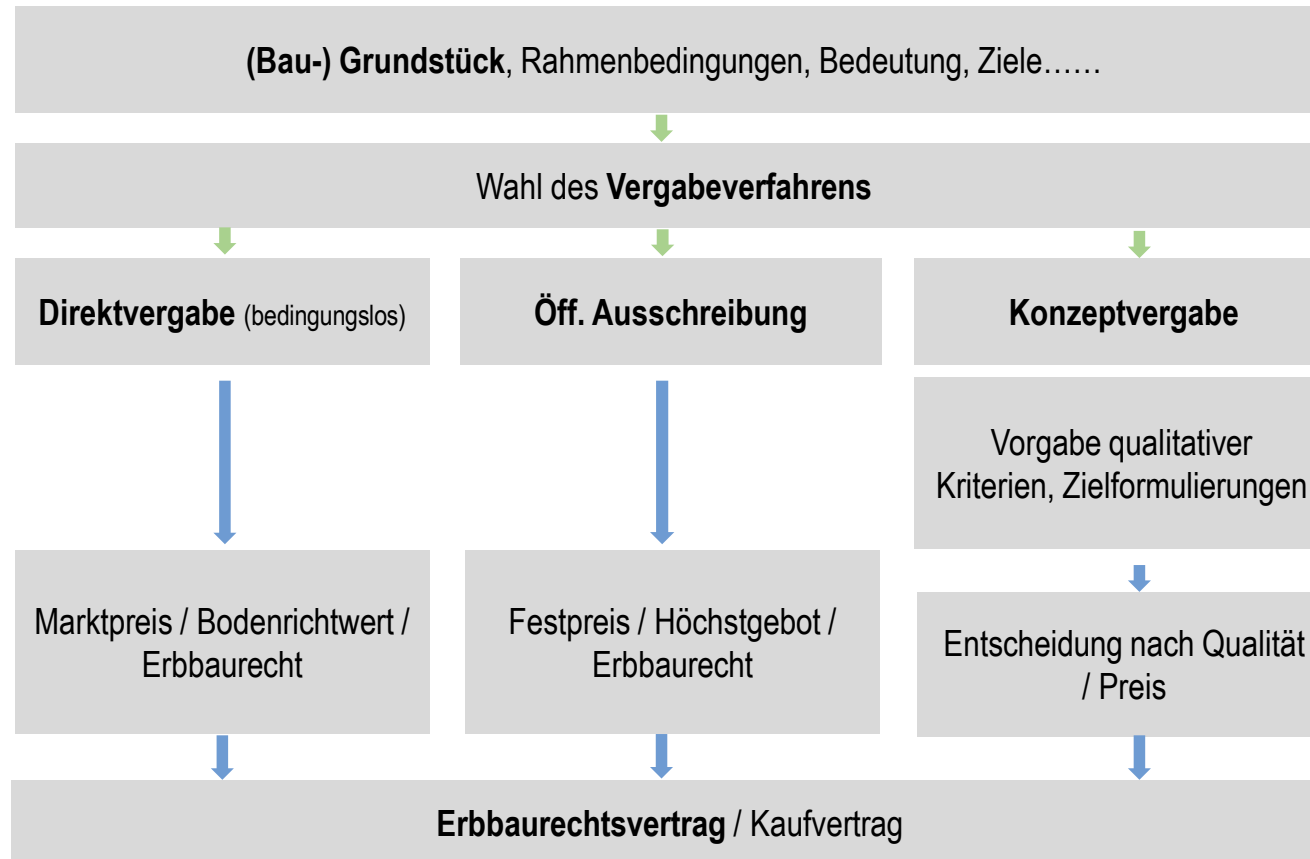 (Bau-) Grundstück, Rahmenbedingungen, Bedeutung, Ziele……
Wahl des Vergabeverfahrens
Direktvergabe (bedingungslos)
Öff. Ausschreibung
Konzeptvergabe
Vorgabe qualitativer
Kriterien, Zielformulierungen
Marktpreis / Bodenrichtwert /
Erbbaurecht
Festpreis / Höchstgebot /
Erbbaurecht
Entscheidung nach Qualität
/ Preis
Erbbaurechtsvertrag / Kaufvertrag